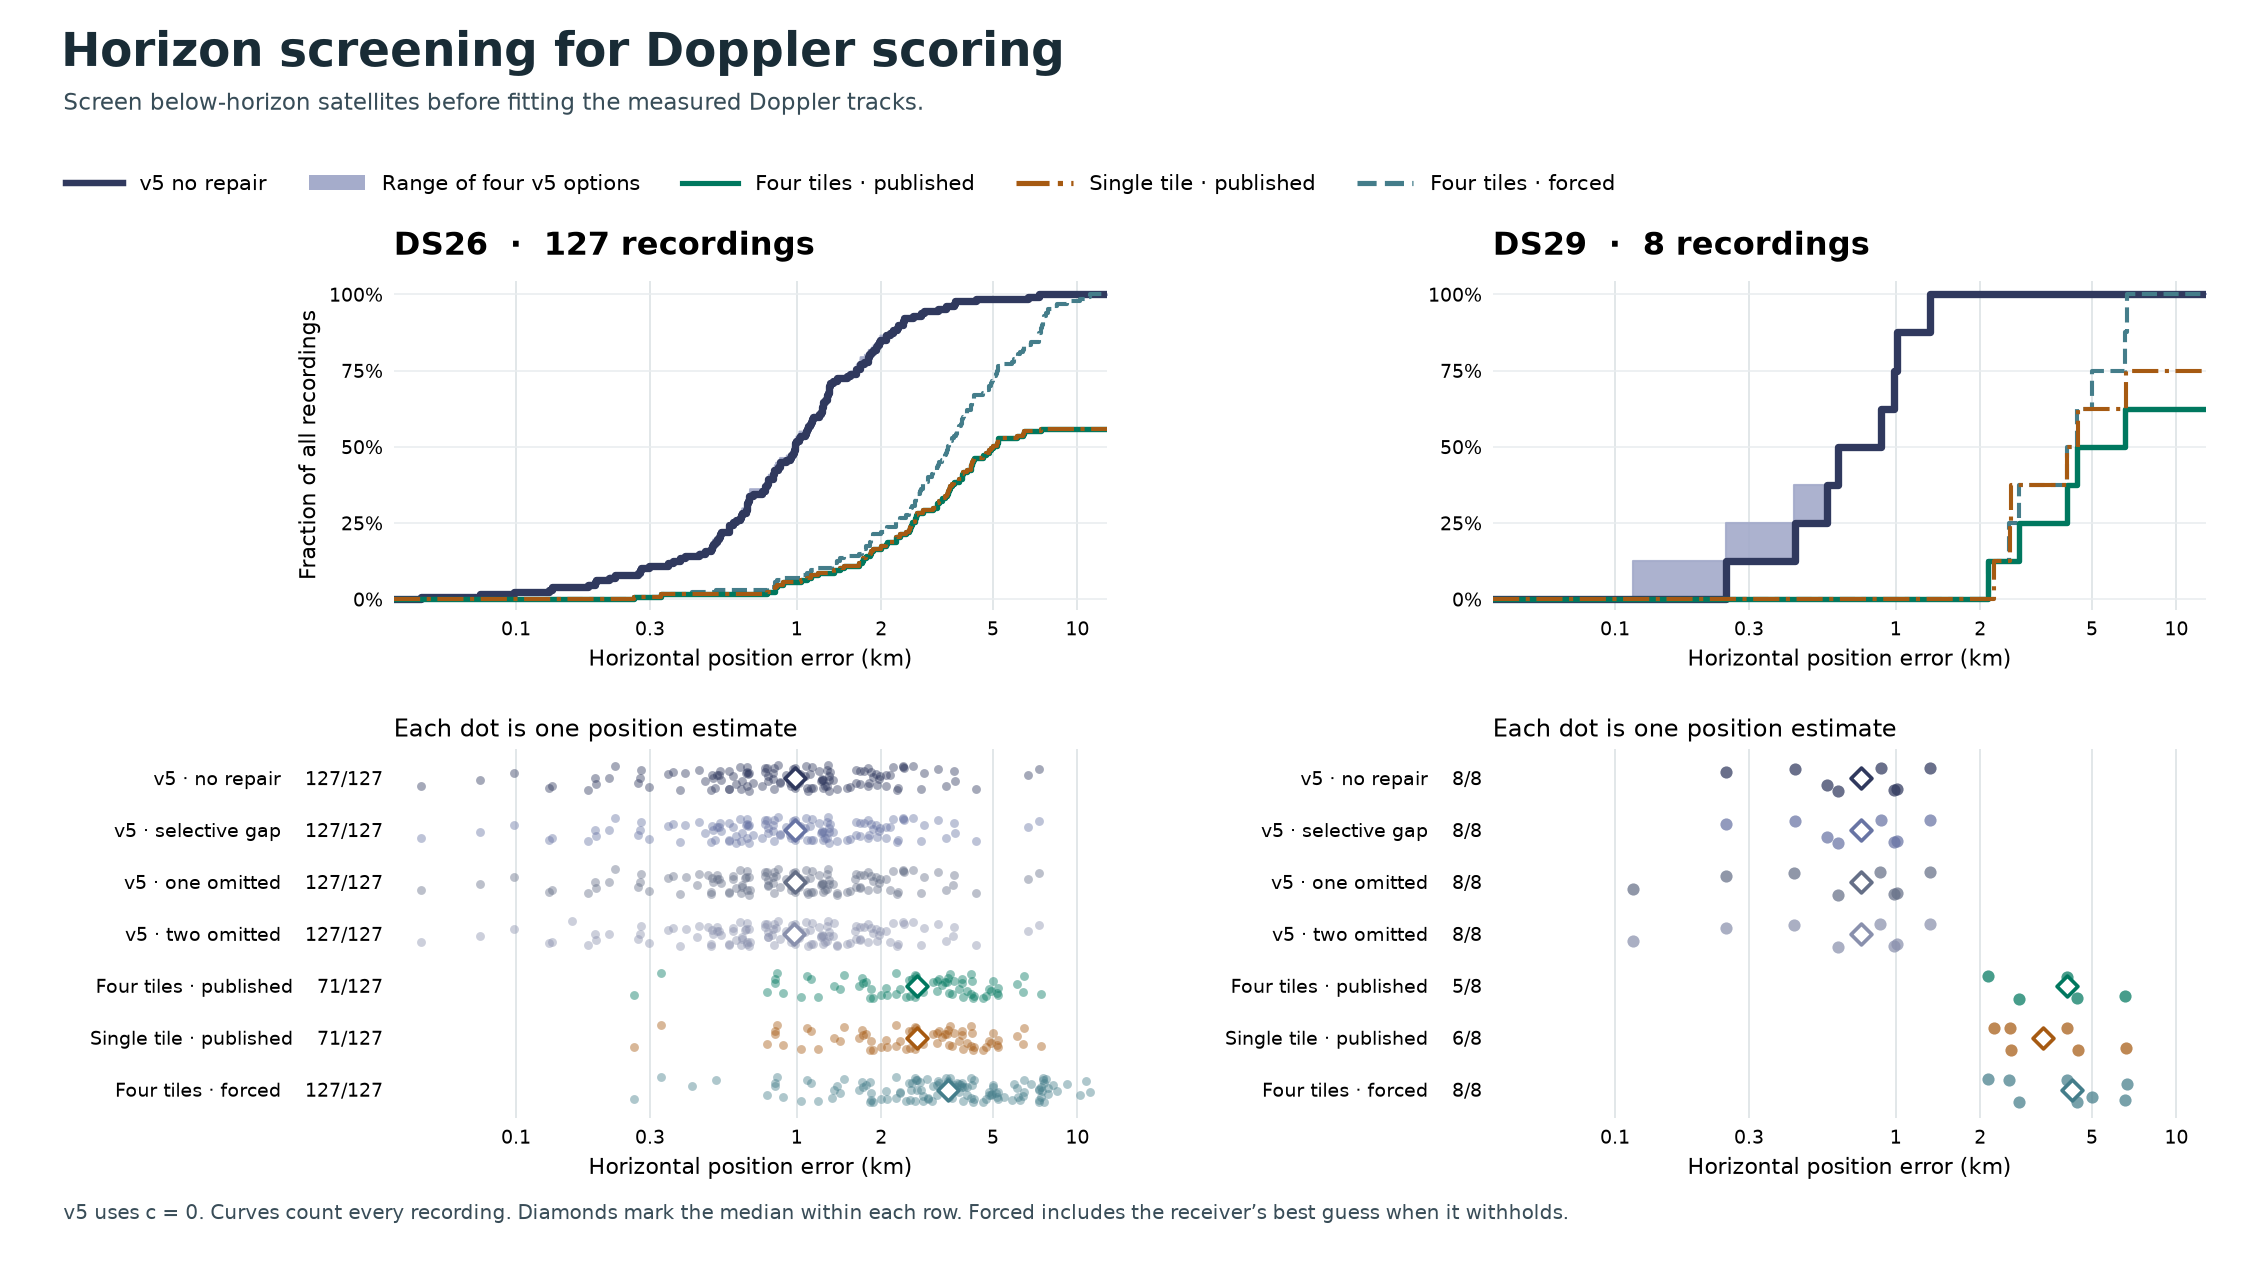 Horizon screening for Doppler scoring
Screen below-horizon satellites before fitting the measured Doppler tracks.
v5 no repair
Range of four v5 options
Four tiles · published
Single tile · published
Four tiles · forced
DS26 · 127 recordings
Fraction of all recordings
100%
75%
50%
25%
0%
0.1 0.3 1 2 5 10
Horizontal position error (km)
DS29 · 8 recordings
100%
75%
50%
25%
0%
0.1 0.3 1 2 5 10
Horizontal position error (km)
Each dot is one position estimate
v5 · no repair 127/127
v5 · selective gap 127/127
v5 · one omitted 127/127
v5 · two omitted 127/127
Four tiles · published 71/127
Single tile · published 71/127
Four tiles · forced 127/127
0.1 0.3 1 2 5 10
Horizontal position error (km)
Each dot is one position estimate
v5 · no repair 8/8
v5 · selective gap 8/8
v5 · one omitted 8/8
v5 · two omitted 8/8
Four tiles · published 5/8
Single tile · published 6/8
Four tiles · forced 8/8
0.1 0.3 1 2 5 10
Horizontal position error (km)
v5 uses c = 0. Curves count every recording. Diamonds mark the median within each row. Forced includes the receiver’s best guess when it withholds.